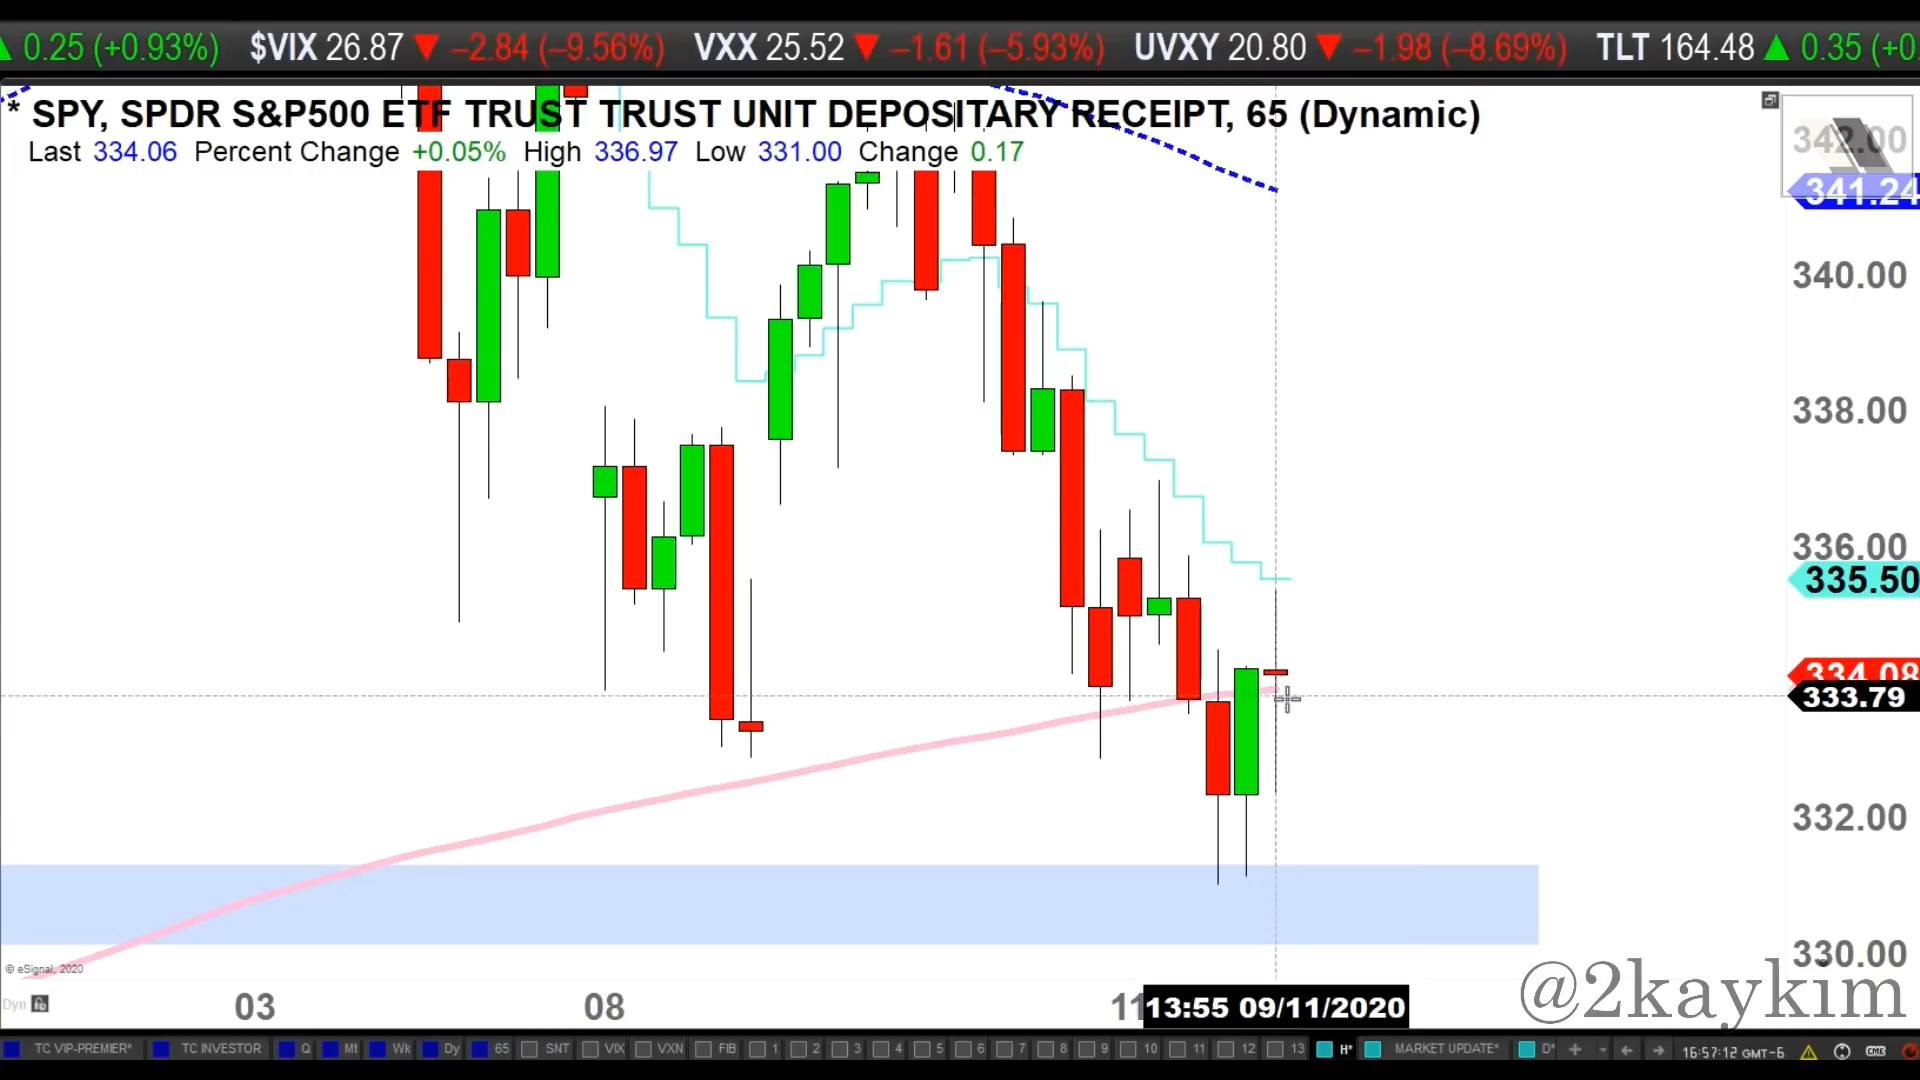 0.25 (+0.93%) $VIX 26.87 ▼ –2.84 (–9.56%) VXX 25.52 ▼ –1.61 (–5.93%) UVXY 20.80 ▼ –1.98 (–8.69%) TLT 164.48 ▲ 0.35 (+0.
* SPY, SPDR S&P500 ETF TRUST TRUST UNIT DEPOSITARY RECEIPT, 65 (Dynamic)
Last 334.06 Percent Change +0.05% High 336.97 Low 331.00 Change 0.17
342.00
341.24
340.00
338.00
336.00
335.50
334.08
333.79
332.00
330.00
© eSignal, 2020
@2kaykim
Dyn
03 08 11 13:55 09/11/2020
TC VIP-PREMIER* TC INVESTOR Q Mt Wk Dy 65 SNT VIX VXN FIB 1 2 3 4 5 6 7 8 9 10 11 12 13 H* MARKET UPDATE* D* 16:57:12 GMT-6 CME